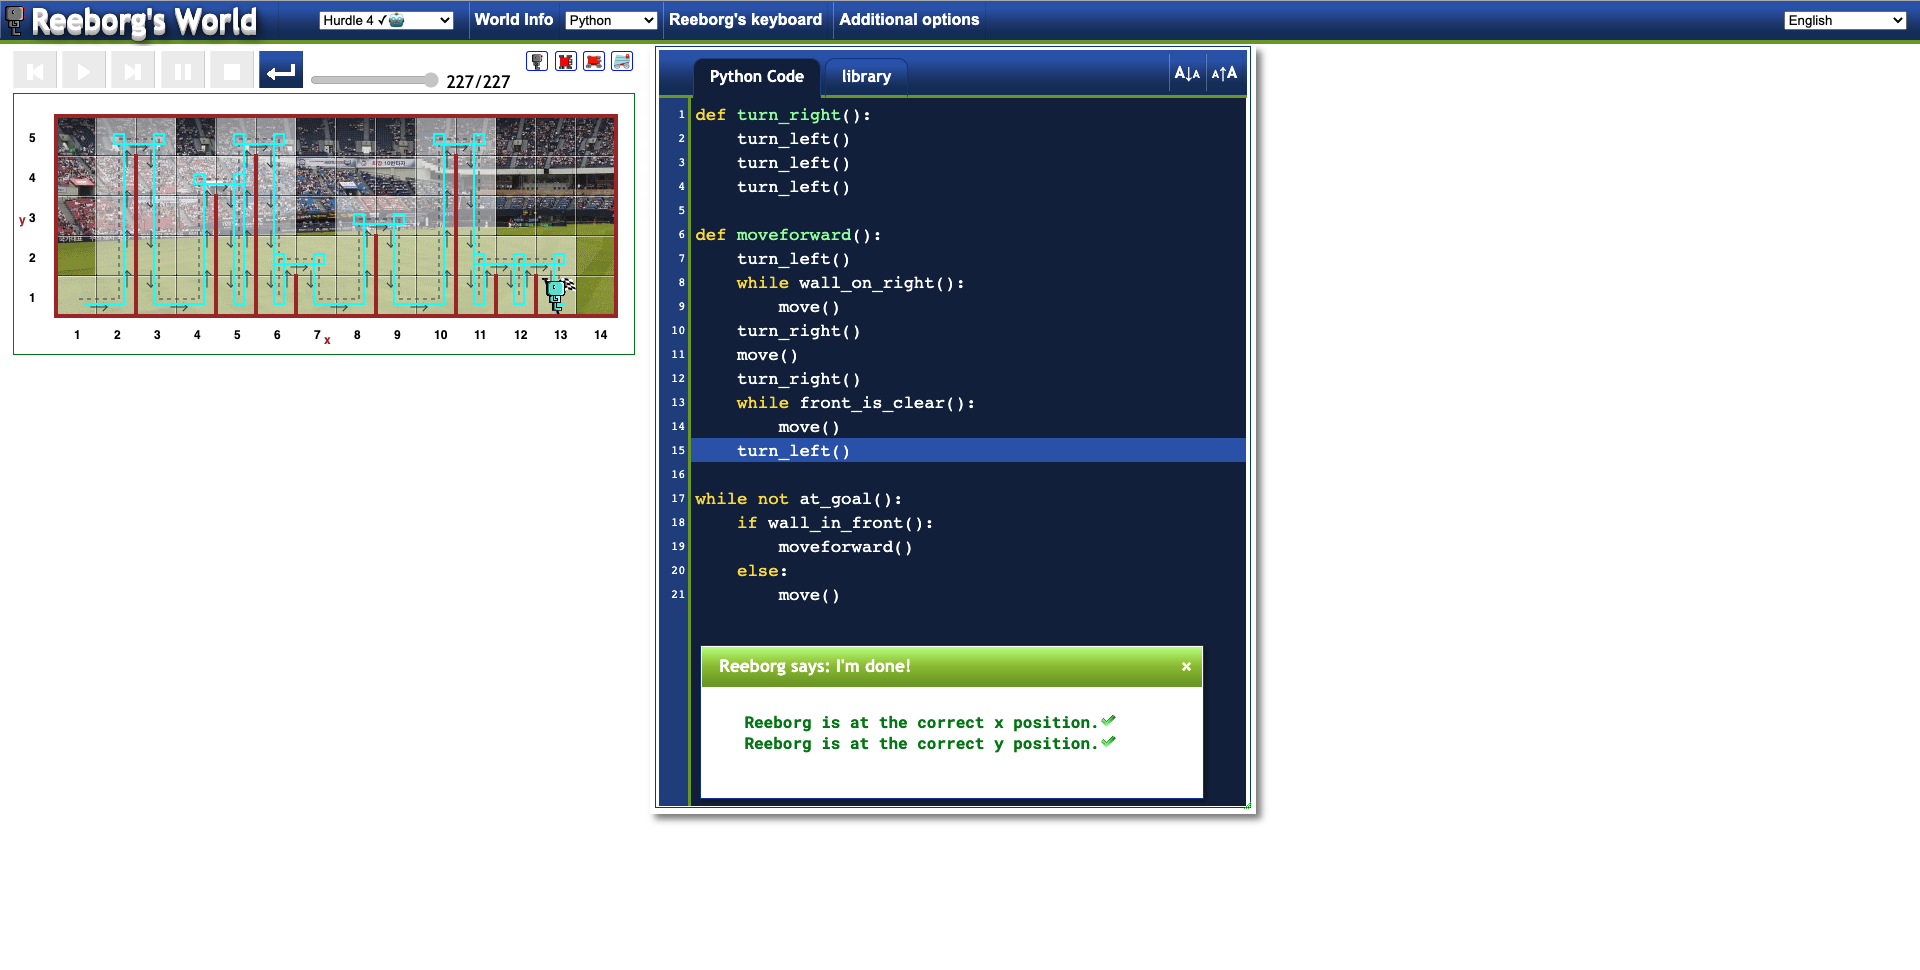 Reeborg's World
Hurdle 4 ✓🤖
World Info
Python
Reeborg's keyboard
Additional options
English
227/227
Python Code
library
A↓A
A↑A
5
4
y 3
2
1
1 2 3 4 5 6 7 x 8 9 10 11 12 13 14
1 def turn_right():
2     turn_left()
3     turn_left()
4     turn_left()
5
6 def moveforward():
7     turn_left()
8     while wall_on_right():
9         move()
10     turn_right()
11     move()
12     turn_right()
13     while front_is_clear():
14         move()
15     turn_left()
16
17 while not at_goal():
18     if wall_in_front():
19         moveforward()
20     else:
21         move()
Reeborg says: I'm done!
×
Reeborg is at the correct x position.✔
Reeborg is at the correct y position.✔